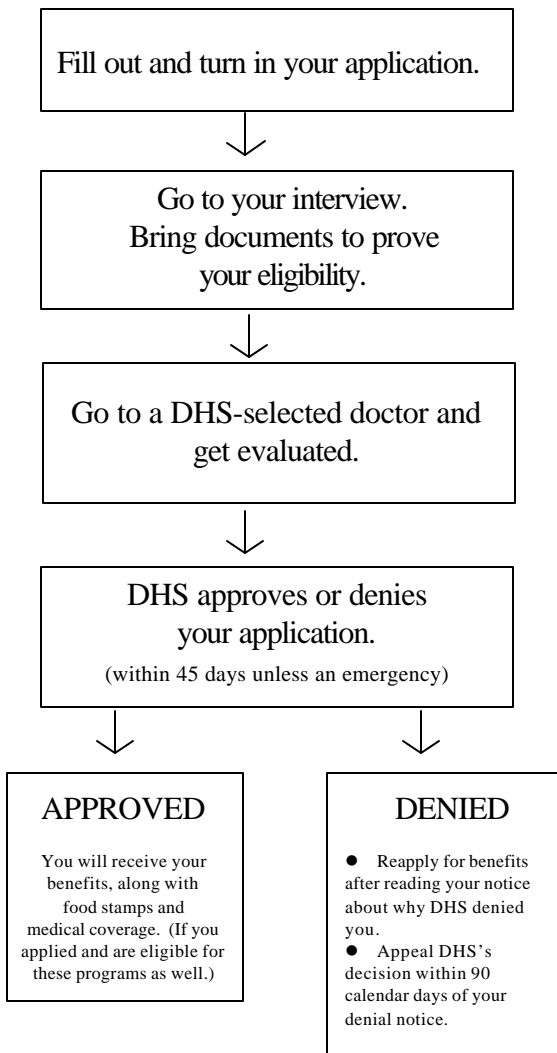 Fill out and turn in your application.
Go to your interview.
Bring documents to prove
your eligibility.
Go to a DHS-selected doctor and
get evaluated.
DHS approves or denies
your application.
(within 45 days unless an emergency)
APPROVED
You will receive your
benefits, along with
food stamps and
medical coverage. (If you
applied and are eligible for
these programs as well.)
DENIED
● Reapply for benefits
after reading your notice
about why DHS denied
you.
● Appeal DHS's
decision within 90
calendar days of your
denial notice.